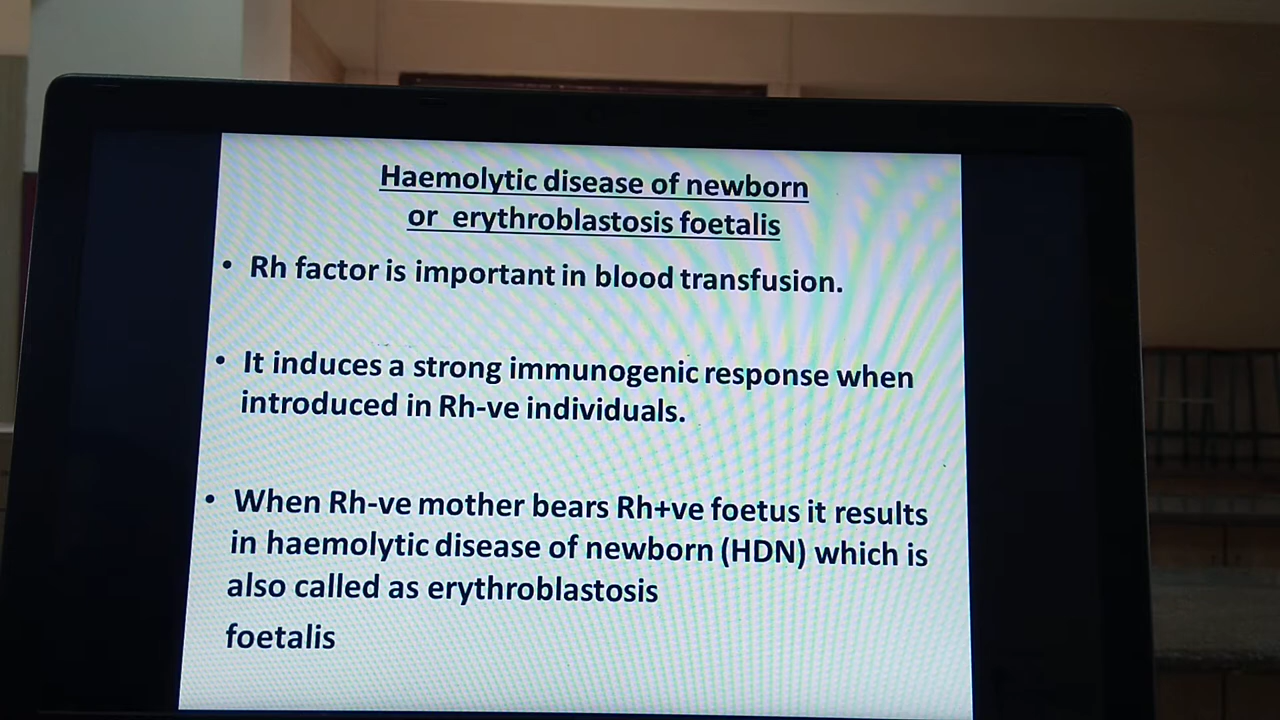 Haemolytic disease of newborn
or erythroblastosis foetalis
• Rh factor is important in blood transfusion.
• It induces a strong immunogenic response when
introduced in Rh-ve individuals.
• When Rh-ve mother bears Rh+ve foetus it results
in haemolytic disease of newborn (HDN) which is
also called as erythroblastosis
foetalis